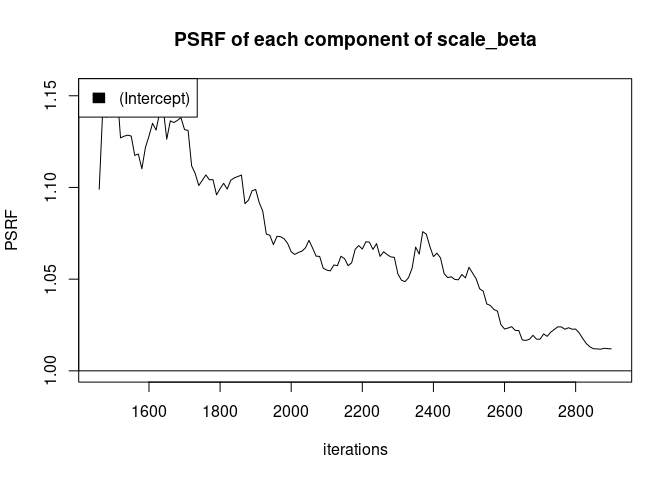 PSRF of each component of scale_beta
(Intercept)
1.15
1.10
1.05
1.00
PSRF
1600 1800 2000 2200 2400 2600 2800
iterations